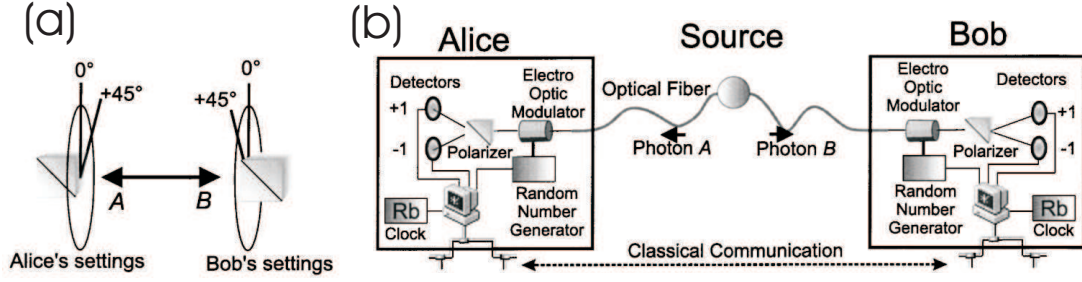 (a)
0°
+45°
0°
+45°
A
B
Alice's settings
Bob's settings
(b)
Alice
Source
Bob
Detectors
+1
-1
Polarizer
Electro
Optic
Modulator
Random
Number
Generator
Rb
Clock
Optical Fiber
Photon A
Photon B
Classical Communication
Electro
Optic
Modulator
Detectors
+1
-1
Polarizer
Random
Number
Generator
Rb
Clock